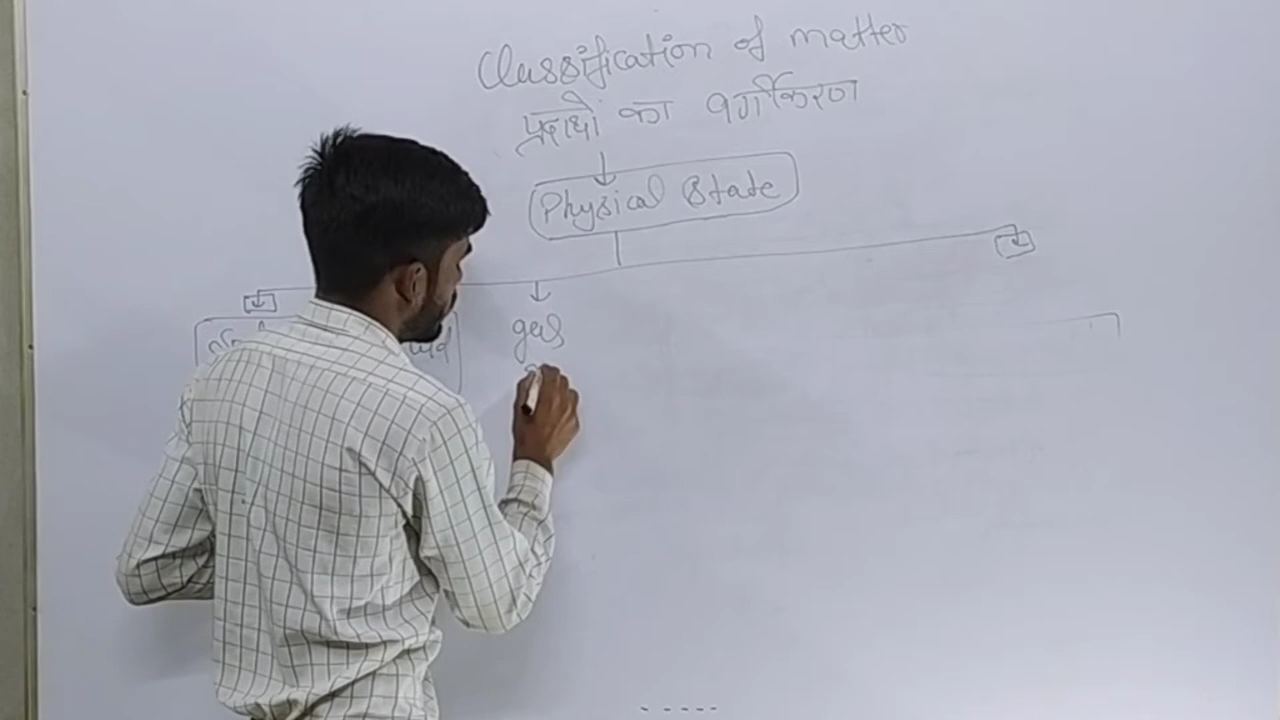 Classification of matter
पदार्थो का वर्गीकरण
Physical State
gas